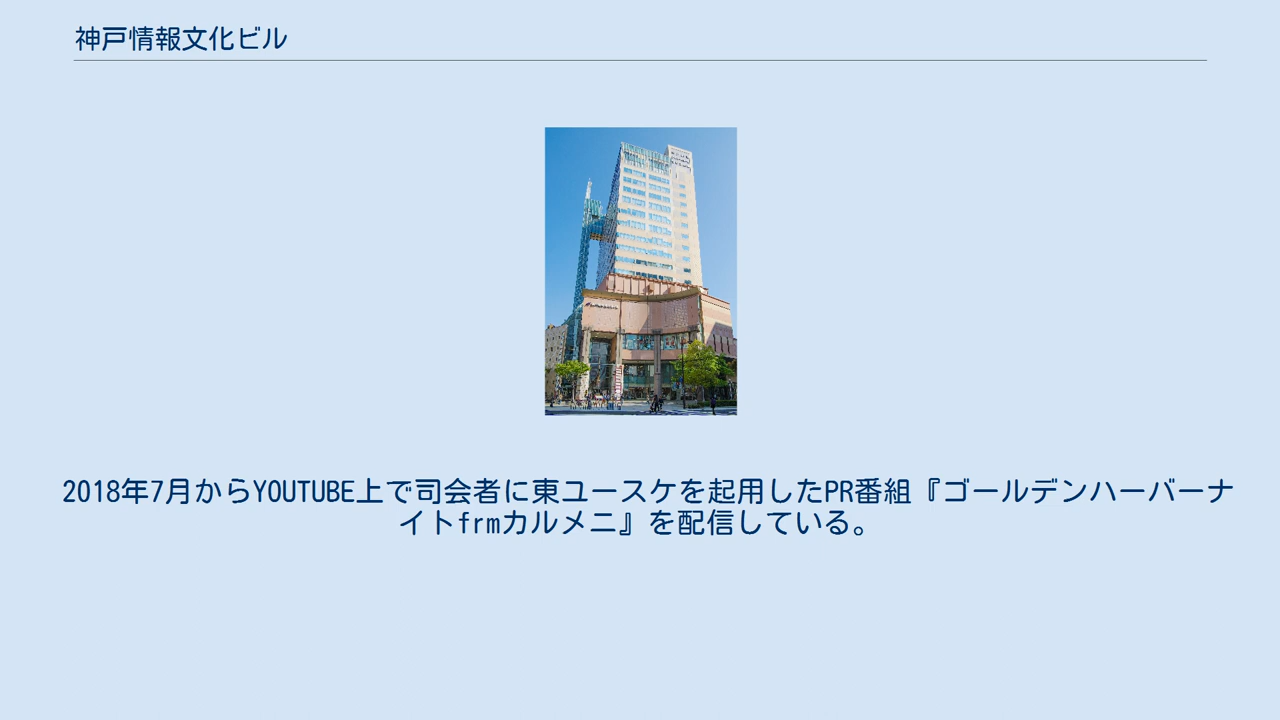 神戸情報文化ビル
2018年7月からYOUTUBE上で司会者に東ユースケを起用したPR番組『ゴールデンハーバーナ
イトfrmカルメニ』を配信している。